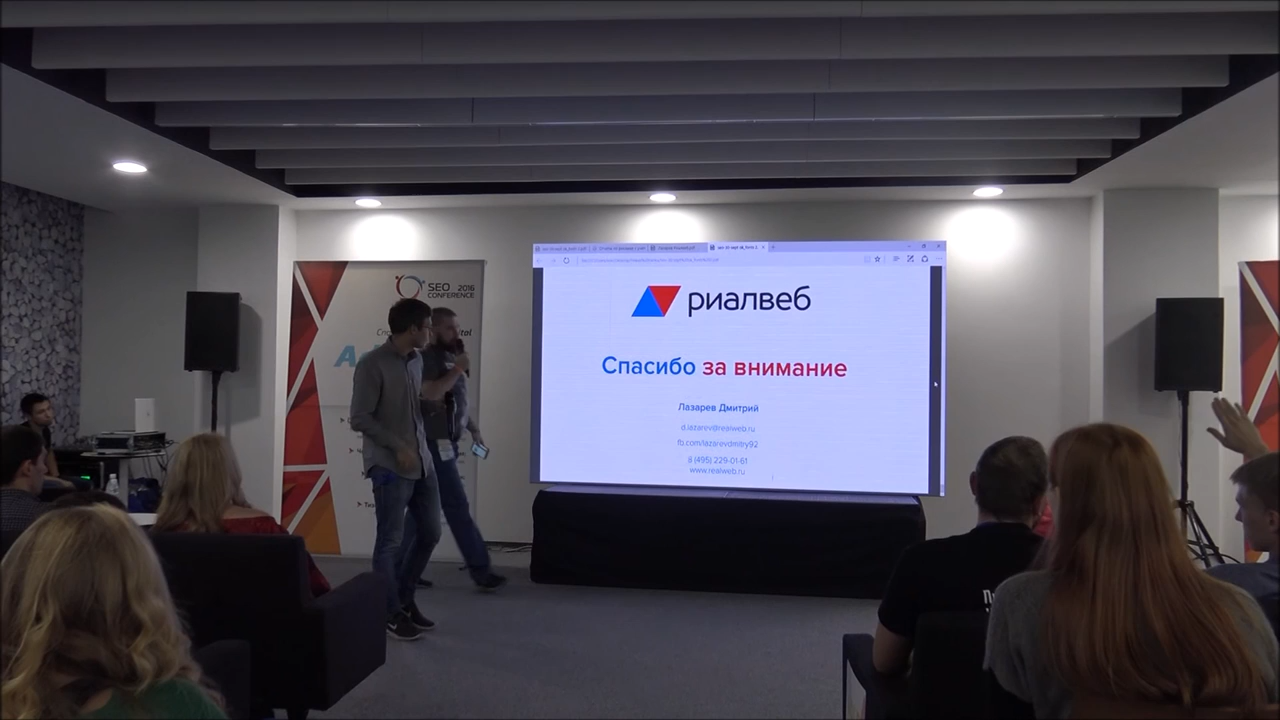 SEO 2016
CONFERENCE
риалвеб
Спасибо за внимание
Лазарев Дмитрий
d.lazarev@realweb.ru
fb.com/lazarevdmitry92
8 (495) 229-01-61
www.realweb.ru